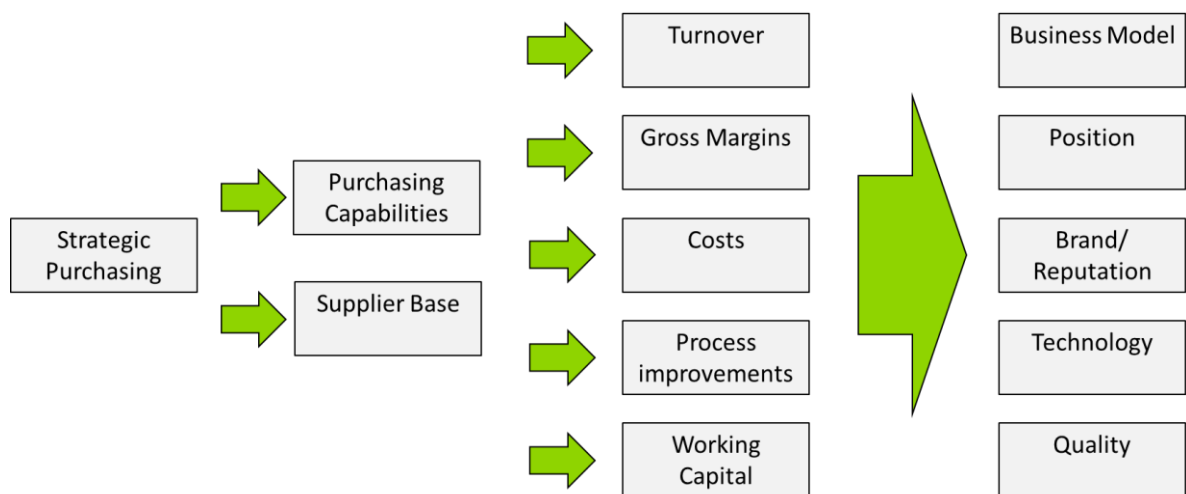 Strategic
Purchasing
Purchasing
Capabilities
Supplier Base
Turnover
Gross Margins
Costs
Process
improvements
Working
Capital
Business Model
Position
Brand/
Reputation
Technology
Quality